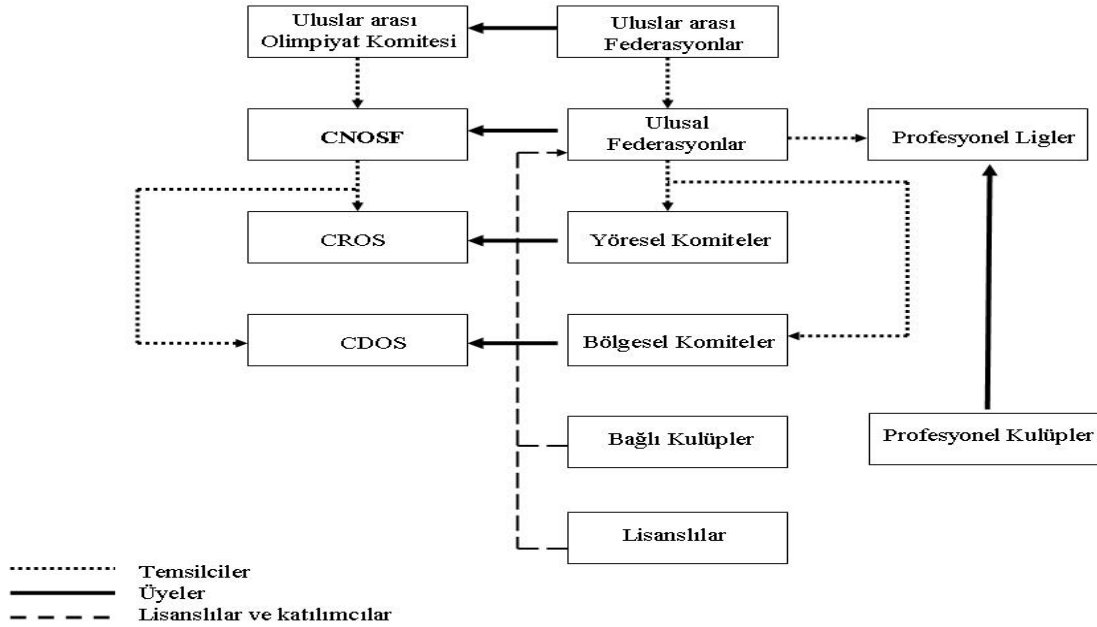 Uluslar arası
Olimpiyat Komitesi
Uluslar arası
Federasyonlar
CNOSF
Ulusal
Federasyonlar
Profesyonel Ligler
CROS
Yöresel Komiteler
CDOS
Bölgesel Komiteler
Bağlı Kulüpler
Profesyonel Kulüpler
Lisanslılar
Temsilciler
Üyeler
Lisanslılar ve katılımcılar